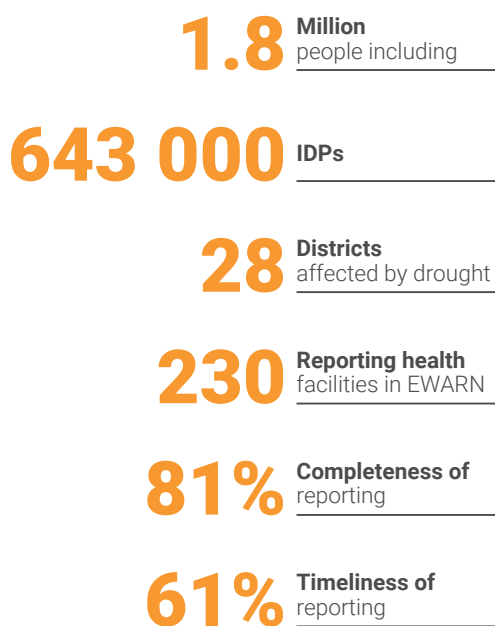 1.8 Million
people including
643 000 IDPs
28 Districts
affected by drought
230 Reporting health
facilities in EWARN
81% Completeness of
reporting
61% Timeliness of
reporting